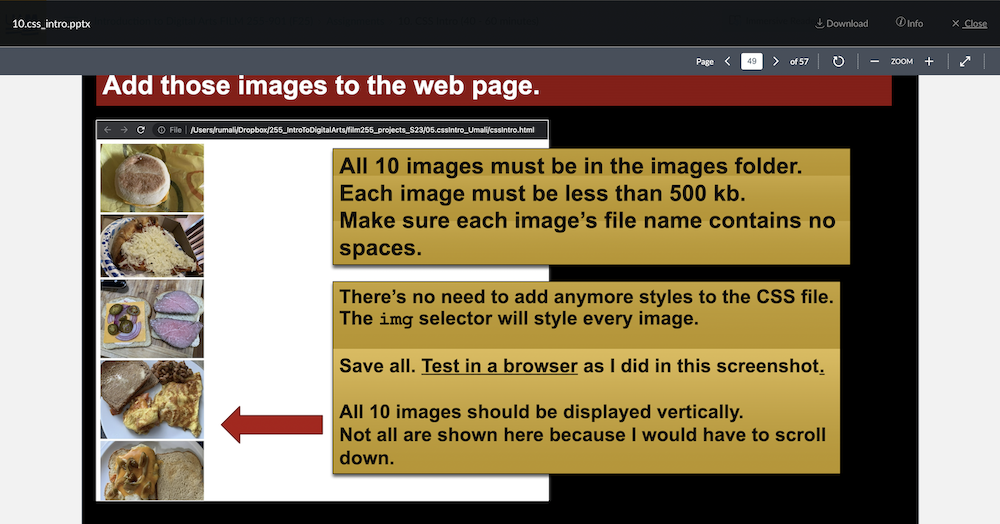 10.css_intro.pptx
Download
Info
Close
Page
49
of 57
ZOOM
Add those images to the web page.
File
/Users/rumali/Dropbox/255_IntroToDigitalArts/film255_projects_S23/05.cssIntro_Umali/cssIntro.html
All 10 images must be in the images folder.
Each image must be less than 500 kb.
Make sure each image’s file name contains no
spaces.
There’s no need to add anymore styles to the CSS file.
The img selector will style every image.
Save all. Test in a browser as I did in this screenshot.
All 10 images should be displayed vertically.
Not all are shown here because I would have to scroll
down.